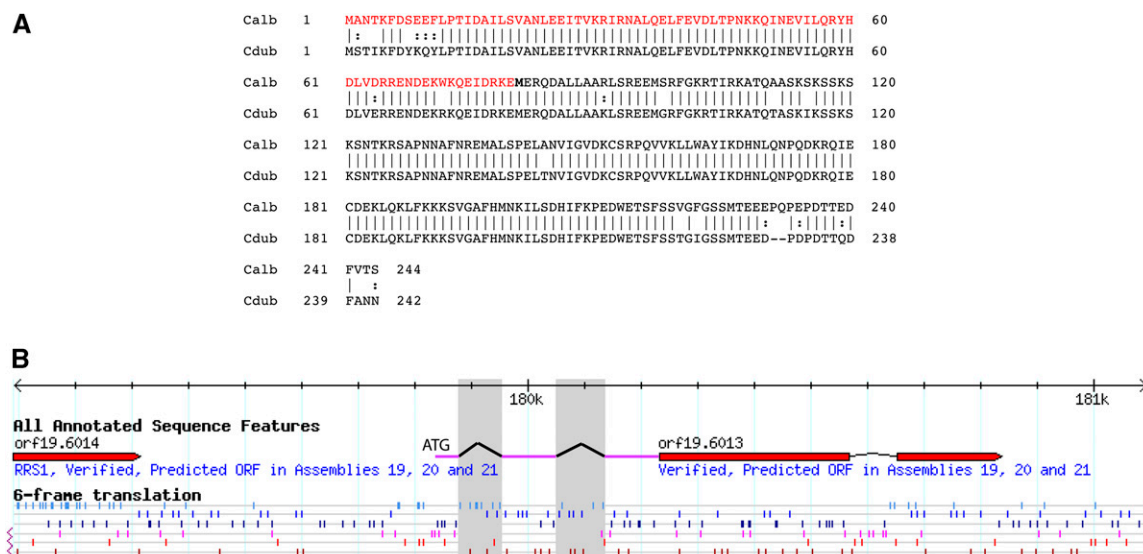 A
Calb 1 MANTKFDSEEFLPTIDAILSVANLEEITVKRIRNALQELFEVDLTPNKKQINEVILQRYH 60
|: ||| :::||||||||||||||||||||||||||||||||||||||||||||||||||
Cdub 1 MSTIKFDYKQYLPTIDAILSVANLEEITVKRIRNALQELFEVDLTPNKKQINEVILQRYH 60
Calb 61 DLVDRRENDEKWKQEIDRKEMERQDALLAARLSREEMSRFGKRTIRKATQAASKSKSSKS 120
|||:||||||| ||||||||||||||||||:|||||| ||||||||||||| ||| ||||
Cdub 61 DLVERRENDEKRKQEIDRKEMERQDALLAAKLSREEMGRFGKRTIRKATQTASKIKSSKS 120
Calb 121 KSNTKRSAPNNAFNREMALSPELANVIGVDKCSRPQVVKLLWAYIKDHNLQNPQDKRQIE 180
||||||||||||||||||||||| ||||||||||||||||||||||||||||||||||||
Cdub 121 KSNTKRSAPNNAFNREMALSPELTNVIGVDKCSRPQVVKLLWAYIKDHNLQNPQDKRQIE 180
Calb 181 CDEKLQKLFKKKSVGAFHMNKILSDHIFKPEDWETSFSSVGFGSSMTEEEPQPEPDTTED 240
||||||||||||||||||||||||||||||||||||||| | |||||||:  ||:|||:|
Cdub 181 CDEKLQKLFKKKSVGAFHMNKILSDHIFKPEDWETSFSSTGIGSSMTEED--PDPDTTQD 238
Calb 241 FVTS 244
|  :
Cdub 239 FANN 242
B
180k 181k
All Annotated Sequence Features
orf19.6014 ATG orf19.6013
RRS1, Verified, Predicted ORF in Assemblies 19, 20 and 21 Verified, Predicted ORF in Assemblies 19, 20 and 21
6-frame translation